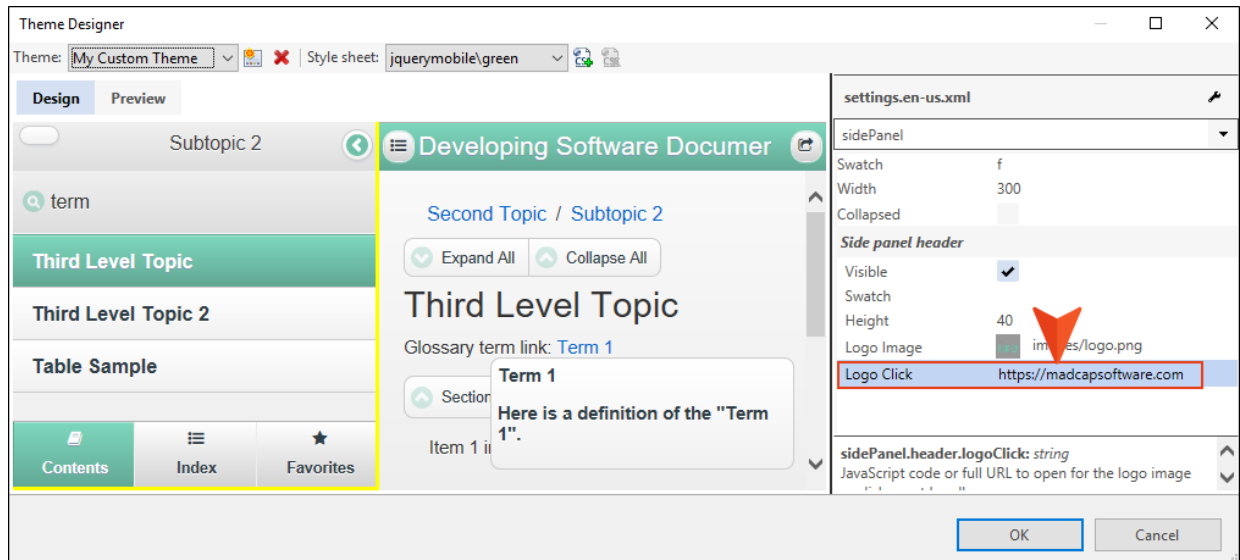 Theme Designer
Theme: My Custom Theme Style sheet: jquerymobile\green
Design Preview
Subtopic 2
term
Third Level Topic
Third Level Topic 2
Table Sample
Contents Index Favorites
Developing Software Documer
Second Topic / Subtopic 2
Expand All Collapse All
Third Level Topic
Glossary term link: Term 1
Section
Term 1
Here is a definition of the "Term
1".
Item 1 i
settings.en-us.xml
sidePanel
Swatch f
Width 300
Collapsed
Side panel header
Visible
Swatch
Height 40
Logo Image images/logo.png
Logo Click https://madcapsoftware.com
sidePanel.header.logoClick: string
JavaScript code or full URL to open for the logo image
OK Cancel